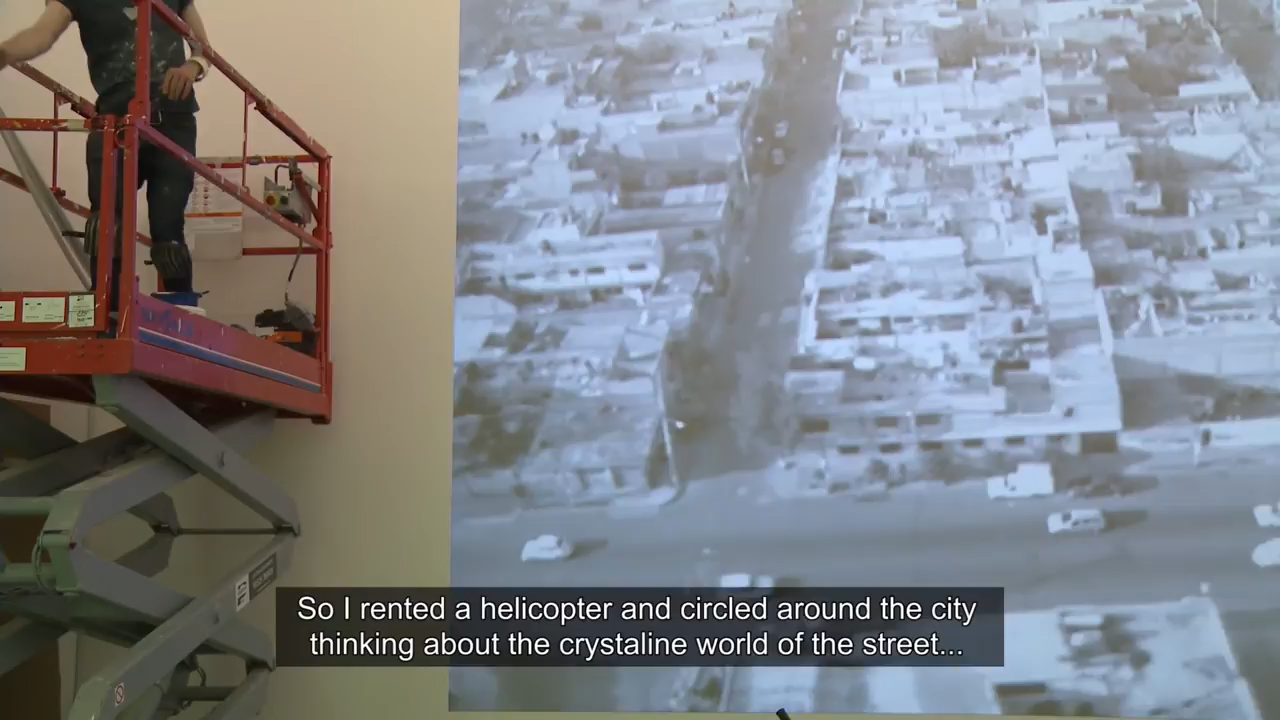 So I rented a helicopter and circled around the city
thinking about the crystaline world of the street...